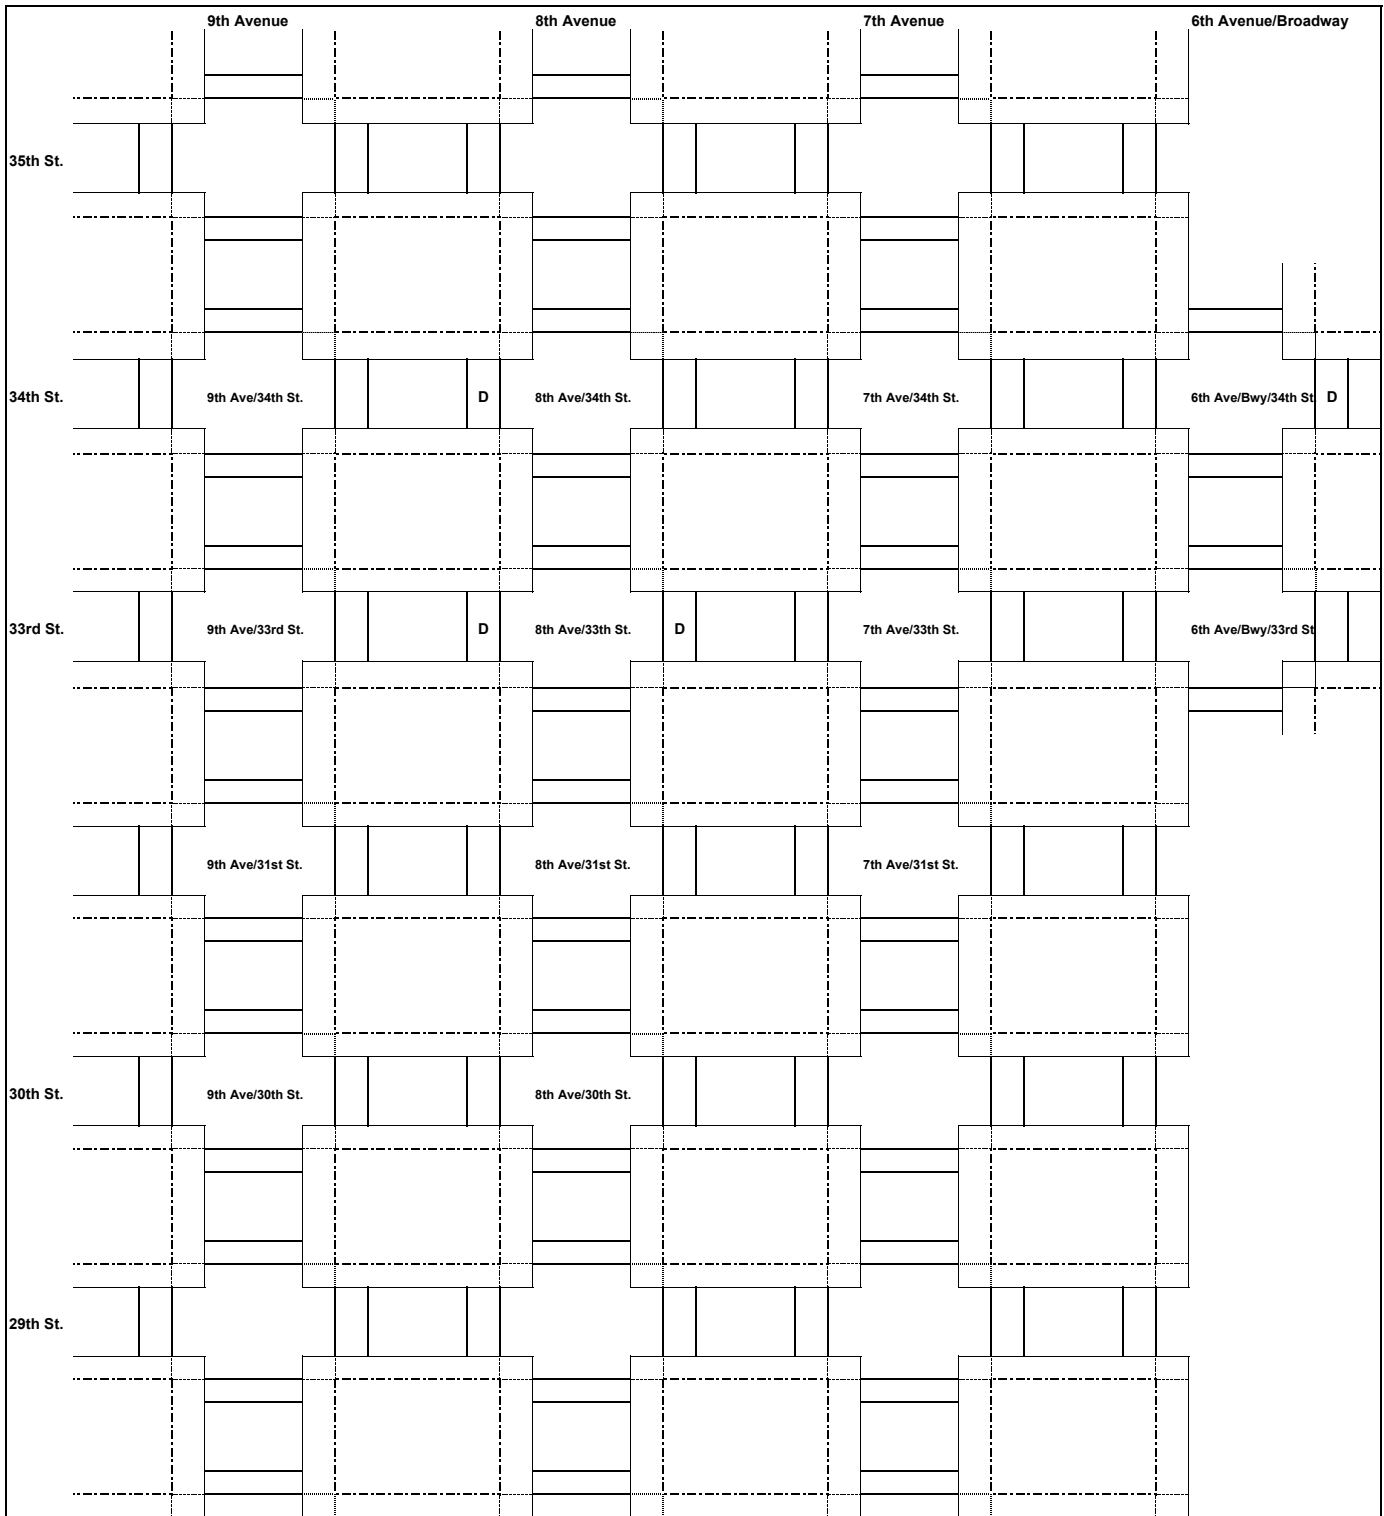 9th Avenue 8th Avenue 7th Avenue 6th Avenue/Broadway
35th St.
34th St. 9th Ave/34th St. D 8th Ave/34th St. 7th Ave/34th St. 6th Ave/Bwy/34th St. D
33rd St. 9th Ave/33rd St. D 8th Ave/33th St. D 7th Ave/33th St. 6th Ave/Bwy/33rd St
9th Ave/31st St. 8th Ave/31st St. 7th Ave/31st St.
30th St. 9th Ave/30th St. 8th Ave/30th St.
29th St.